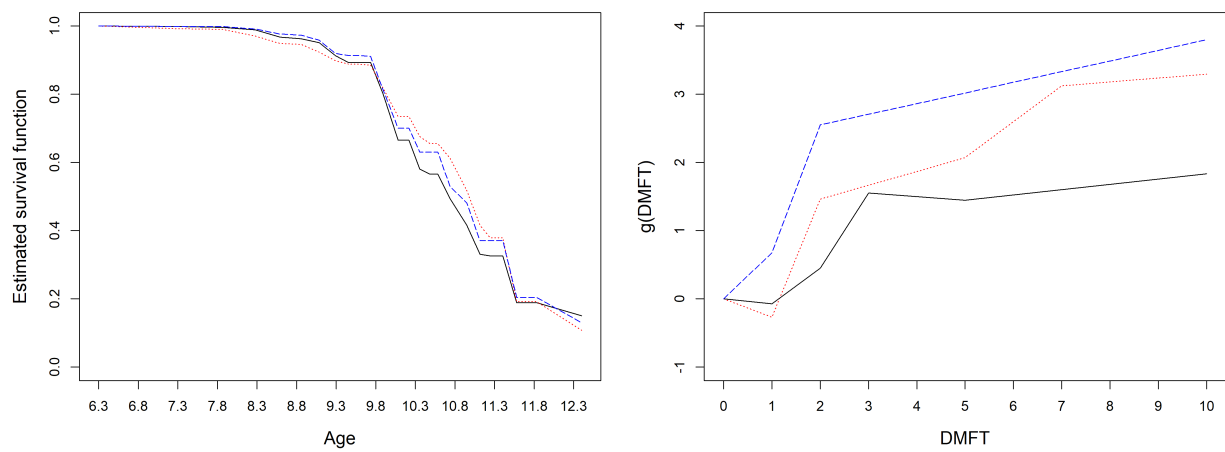 Estimated survival function
1.0
0.8
0.6
0.4
0.2
0.0
6.3 6.8 7.3 7.8 8.3 8.8 9.3 9.8 10.3 10.8 11.3 11.8 12.3
Age
g(DMFT)
4
3
2
1
0
-1
0 1 2 3 4 5 6 7 8 9 10
DMFT